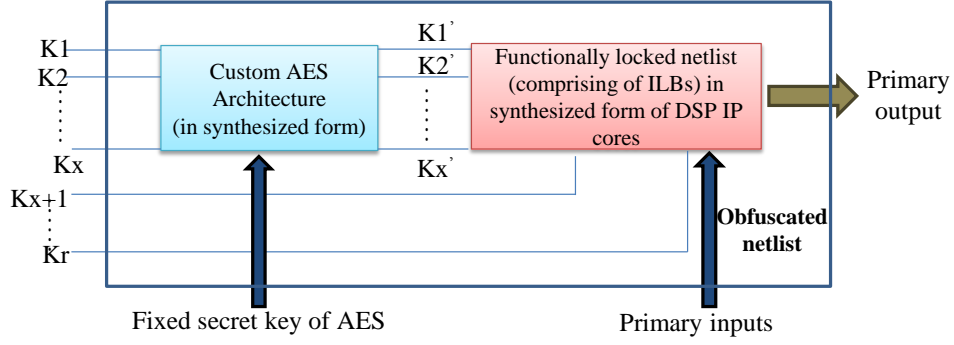 K1
K2
Kx
Kx+1
Kr
Custom AES
Architecture
(in synthesized form)
K1’
K2’
Kx’
Functionally locked netlist
(comprising of ILBs) in
synthesized form of DSP IP
cores
Primary
output
Obfuscated
netlist
Fixed secret key of AES
Primary inputs